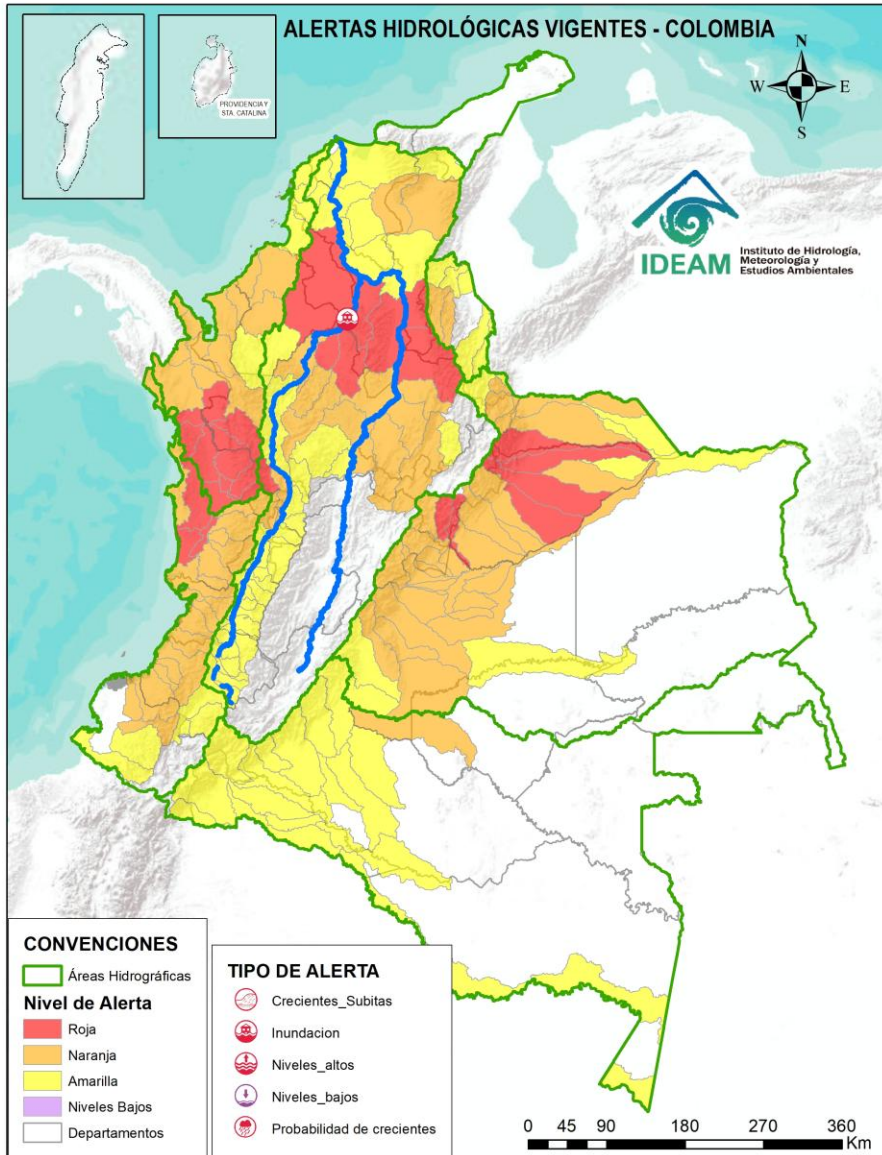 ALERTAS HIDROLÓGICAS VIGENTES - COLOMBIA
PROVIDENCIA Y
STA. CATALINA
N
W
E
S
IDEAM
Instituto de Hidrología,
Meteorología y
Estudios Ambientales
CONVENCIONES
Áreas Hidrográficas
Nivel de Alerta
Roja
Naranja
Amarilla
Niveles Bajos
Departamentos
TIPO DE ALERTA
Crecientes_Subitas
Inundacion
Niveles_altos
Niveles_bajos
Probabilidad de crecientes
0 45 90 180 270 360
Km